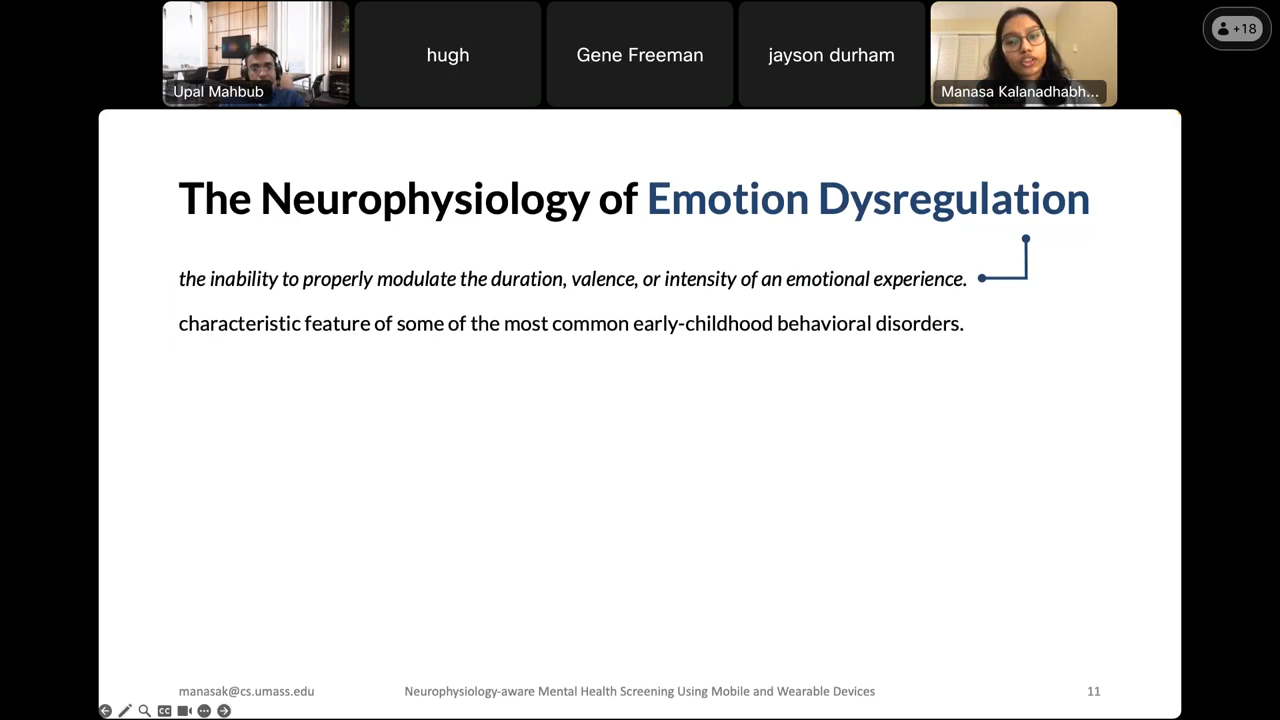 Upal Mahbub
hugh
Gene Freeman
jayson durham
Manasa Kalanadhabh...
+18
The Neurophysiology of Emotion Dysregulation
the inability to properly modulate the duration, valence, or intensity of an emotional experience.
characteristic feature of some of the most common early-childhood behavioral disorders.
manasak@cs.umass.edu
Neurophysiology-aware Mental Health Screening Using Mobile and Wearable Devices
11
CC